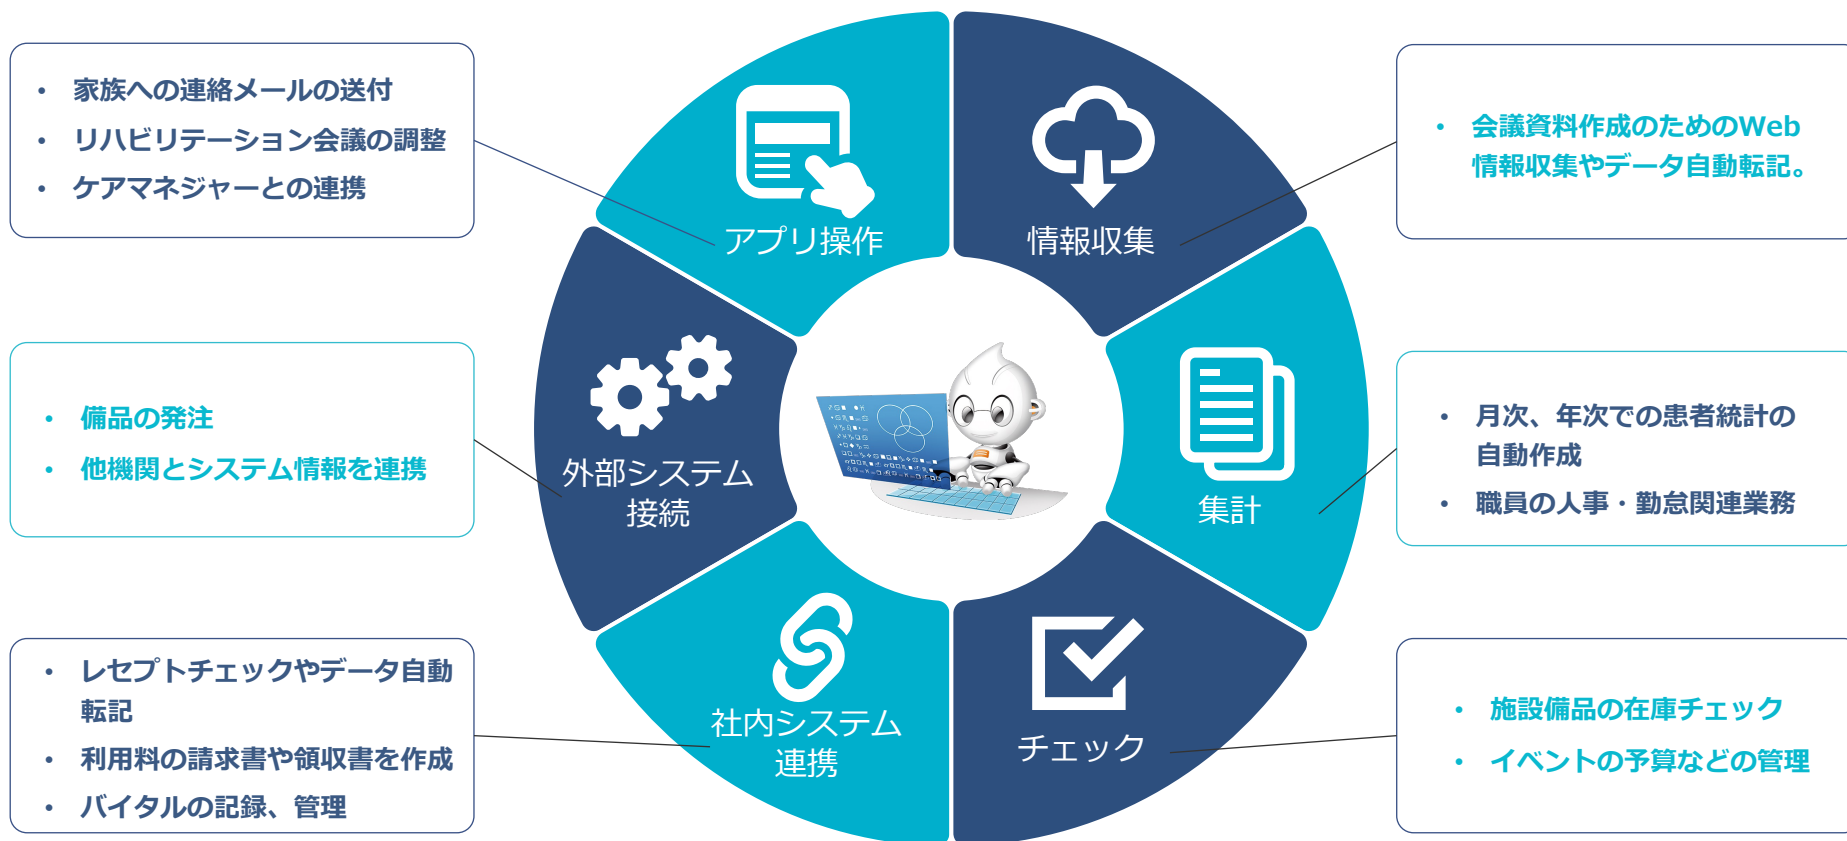 • 家族への連絡メールの送付
• リハビリテーション会議の調整
• ケアマネジャーとの連携
アプリ操作
情報収集
• 会議資料作成のためのWeb
情報収集やデータ自動転記。
• 備品の発注
• 他機関とシステム情報を連携
外部システム
接続
集計
• 月次、年次での患者統計の
自動作成
• 職員の人事・勤怠関連業務
• レセプトチェックやデータ自動
転記
• 利用料の請求書や領収書を作成
• バイタルの記録、管理
社内システム
連携
チェック
• 施設備品の在庫チェック
• イベントの予算などの管理